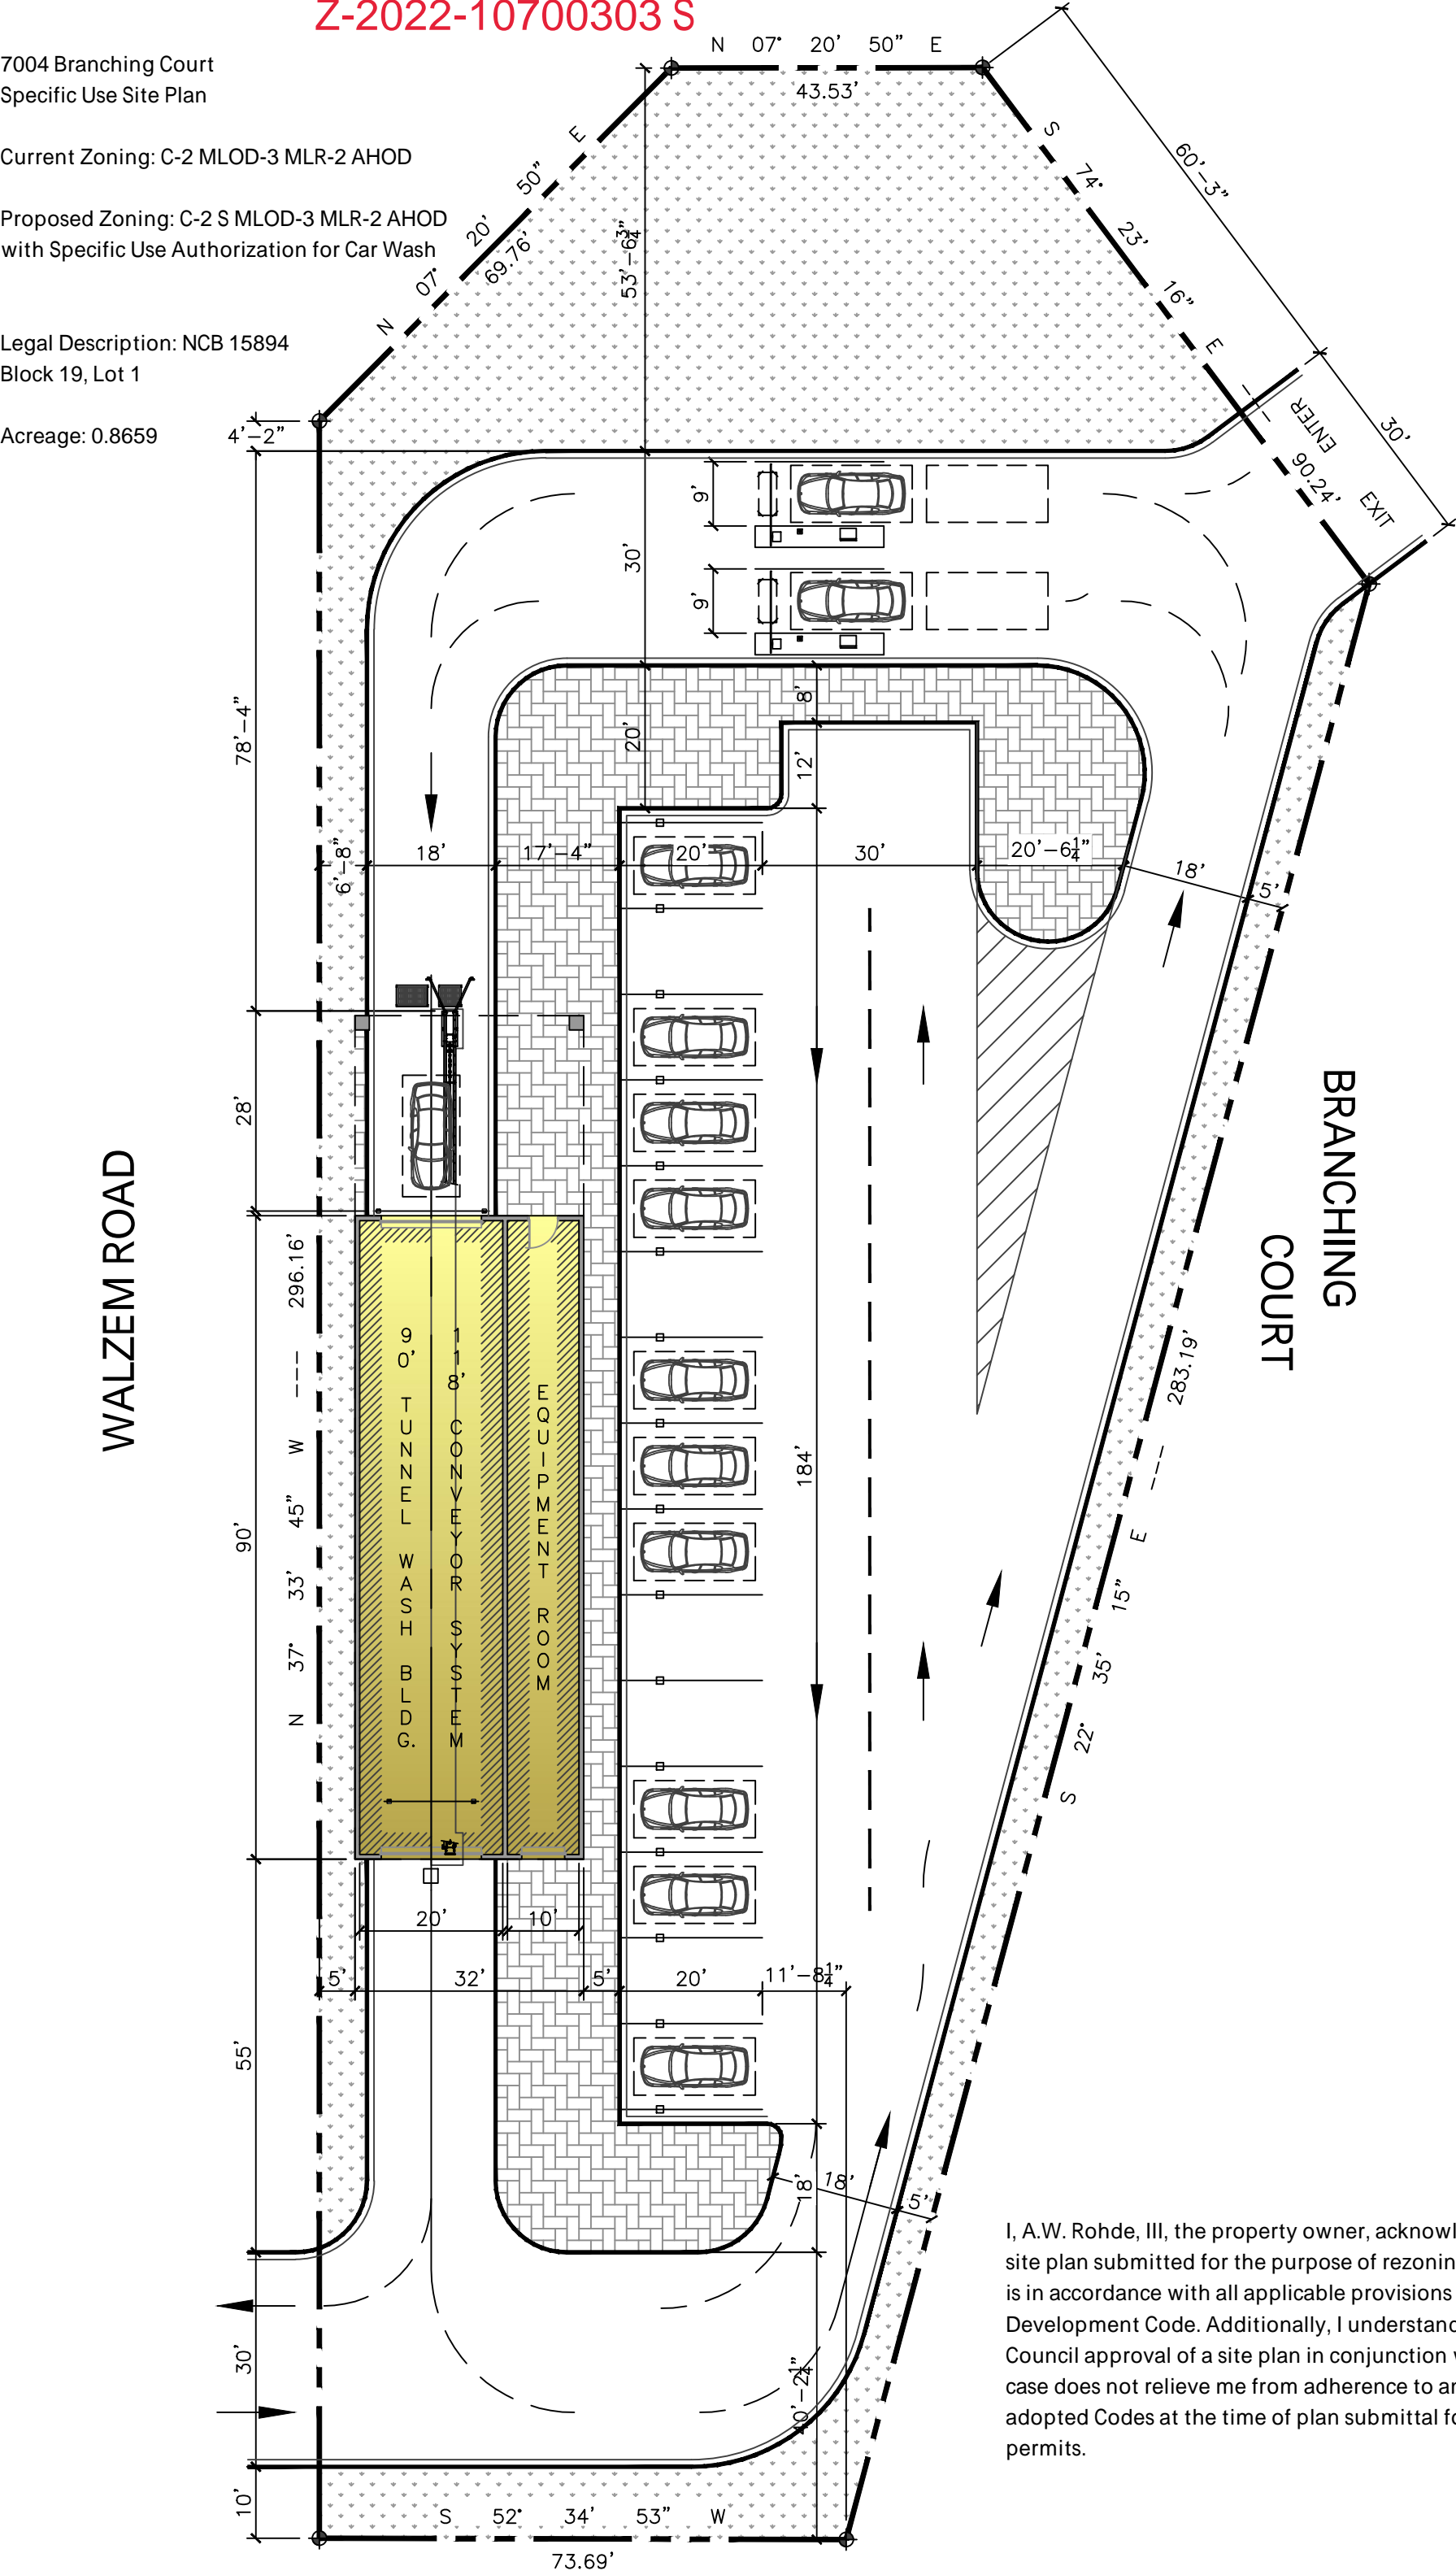 Z-2022-10700303 S
7004 Branching Court
Specific Use Site Plan
Current Zoning: C-2 MLOD-3 MLR-2 AHOD
Proposed Zoning: C-2 S MLOD-3 MLR-2 AHOD
with Specific Use Authorization for Car Wash
Legal Description: NCB 15894
Block 19, Lot 1
Acreage: 0.8659
N 07° 20' 50" E
43.53'
N 07° 20' 50" E
69.76'
S 74° 23' 16" E
90.24'
60'-3"
30'
ENTER
EXIT
53'-6 3/4"
4'-2"
9'
9'
30'
8'
20'
12'
78'-4"
6'-8"
18'
17'-4"
20'
30'
20'-6 1/4"
18'
5'
28'
BRANCHING
COURT
WALZEM ROAD
N 37° 33' 45" W --- 296.16'
90' TUNNEL WASH BLDG.
118' CONVEYOR SYSTEM
EQUIPMENT ROOM
90'
184'
S 22° 35' 15" E --- 283.19'
20'
10'
5'
32'
5'
20'
11'-8 1/4"
55'
18'
18'
5'
30'
40'-2 1/4"
10'
S 52° 34' 53" W
73.69'
I, A.W. Rohde, III, the property owner, acknowl
site plan submitted for the purpose of rezonin
is in accordance with all applicable provisions
Development Code. Additionally, I understand
Council approval of a site plan in conjunction
case does not relieve me from adherence to
adopted Codes at the time of plan submittal
permits.